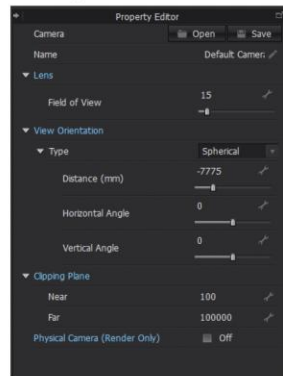 Property Editor
Camera Open Save
Name Default Camera
Lens
Field of View 15
View Orientation
Type Spherical
Distance (mm) -7775
Horizontal Angle 0
Vertical Angle 0
Clipping Plane
Near 100
Far 100000
Physical Camera (Render Only) Off